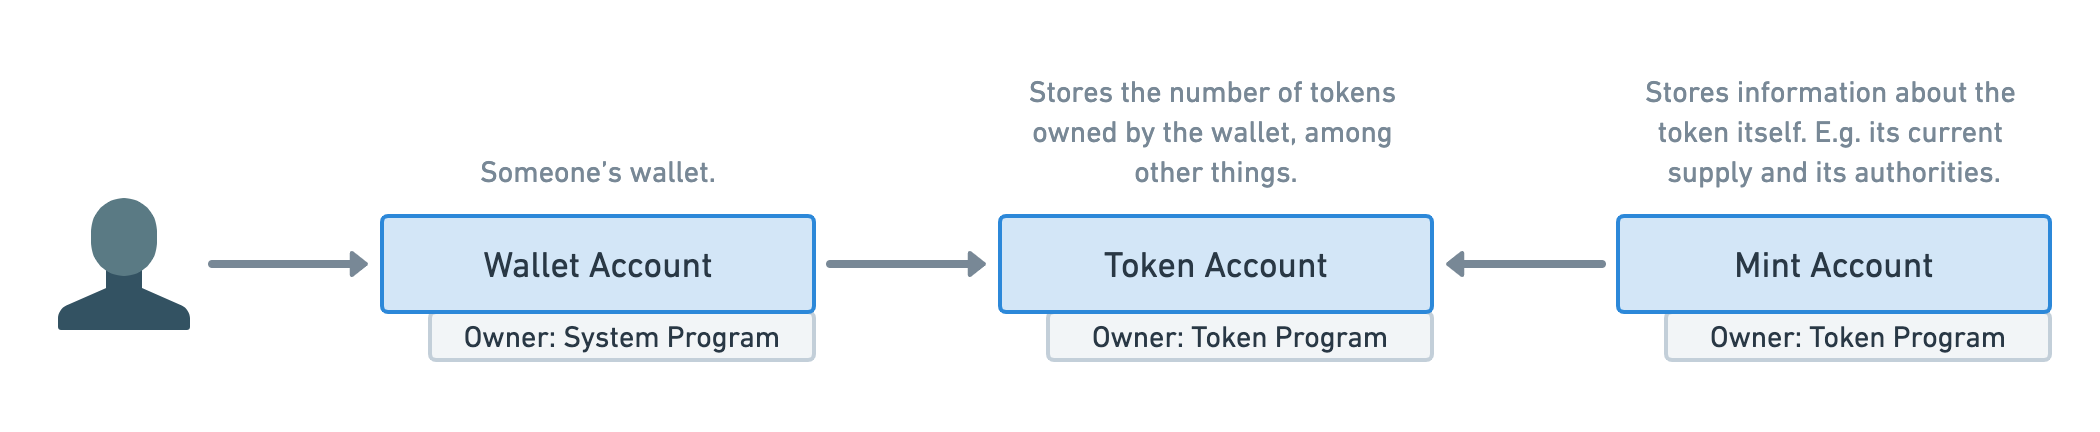 Someone’s wallet.
Wallet Account
Owner: System Program
Stores the number of tokens
owned by the wallet, among
other things.
Token Account
Owner: Token Program
Stores information about the
token itself. E.g. its current
supply and its authorities.
Mint Account
Owner: Token Program